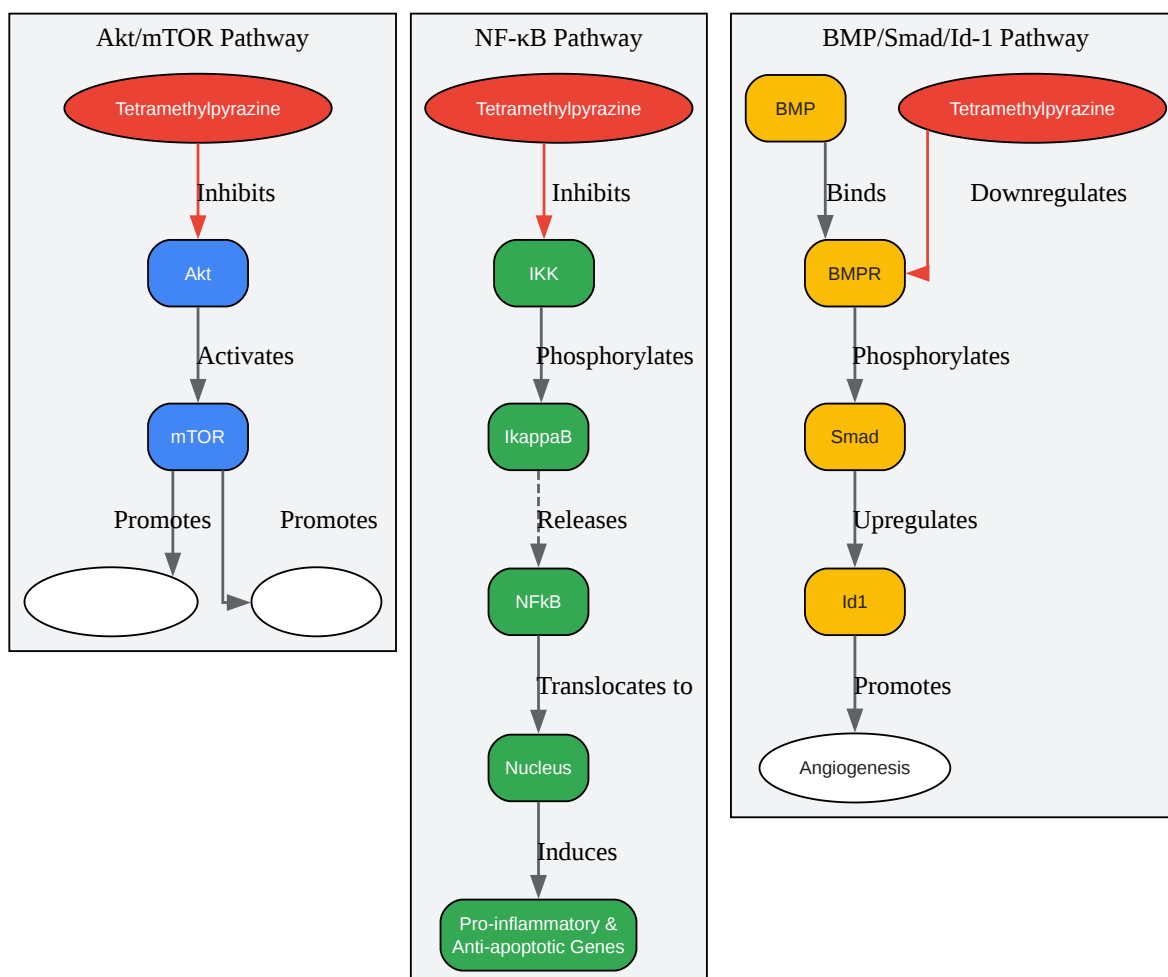 Akt/mTOR Pathway
Tetramethylpyrazine
Inhibits
Akt
Activates
mTOR
Promotes
Promotes
NF-κB Pathway
Tetramethylpyrazine
Inhibits
IKK
Phosphorylates
IkappaB
Releases
NFkB
Translocates to
Nucleus
Induces
Pro-inflammatory &
Anti-apoptotic Genes
BMP/Smad/Id-1 Pathway
BMP
Tetramethylpyrazine
Binds
Downregulates
BMPR
Phosphorylates
Smad
Upregulates
Id1
Promotes
Angiogenesis